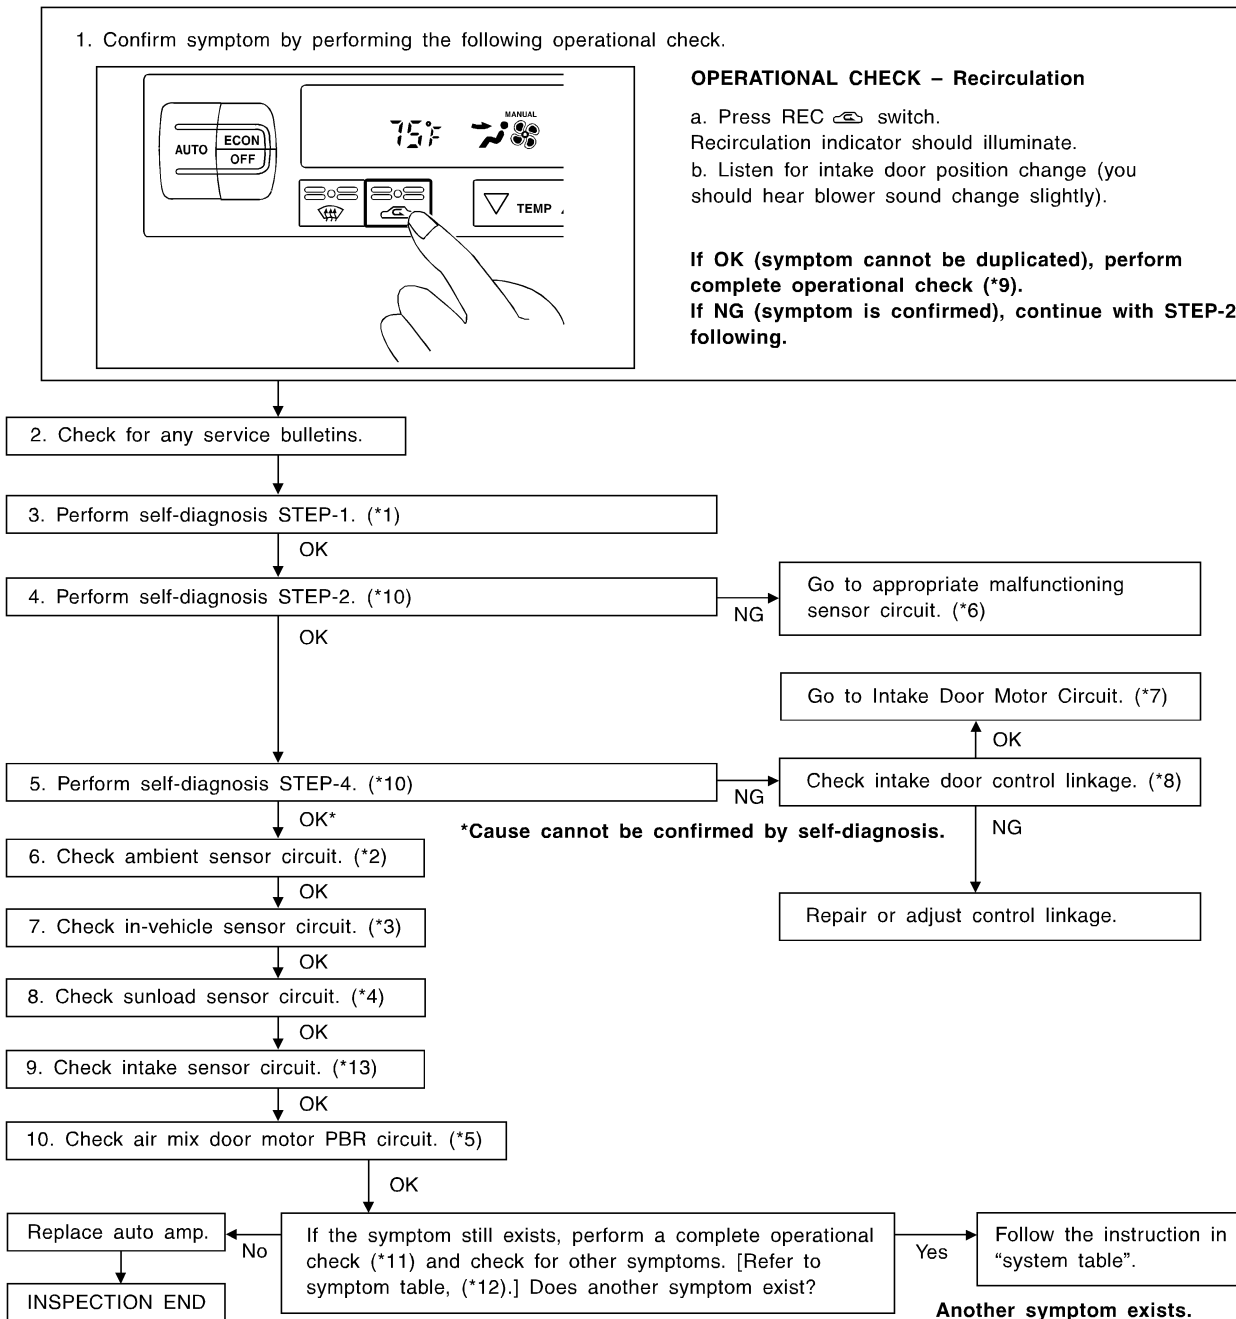 1. Confirm symptom by performing the following operational check.
AUTO
ECON
OFF
75°F
MANUAL
TEMP
OPERATIONAL CHECK – Recirculation
a. Press REC switch.
Recirculation indicator should illuminate.
b. Listen for intake door position change (you
should hear blower sound change slightly).
If OK (symptom cannot be duplicated), perform
complete operational check (*9).
If NG (symptom is confirmed), continue with STEP-2
following.
2. Check for any service bulletins.
3. Perform self-diagnosis STEP-1. (*1)
OK
4. Perform self-diagnosis STEP-2. (*10)
NG
Go to appropriate malfunctioning
sensor circuit. (*6)
OK
Go to Intake Door Motor Circuit. (*7)
OK
5. Perform self-diagnosis STEP-4. (*10)
NG
Check intake door control linkage. (*8)
OK*
*Cause cannot be confirmed by self-diagnosis.
NG
6. Check ambient sensor circuit. (*2)
OK
Repair or adjust control linkage.
7. Check in-vehicle sensor circuit. (*3)
OK
8. Check sunload sensor circuit. (*4)
OK
9. Check intake sensor circuit. (*13)
OK
10. Check air mix door motor PBR circuit. (*5)
OK
Replace auto amp.
No
If the symptom still exists, perform a complete operational
check (*11) and check for other symptoms. [Refer to
symptom table, (*12).] Does another symptom exist?
Yes
Follow the instruction in
“system table”.
INSPECTION END
Another symptom exists.